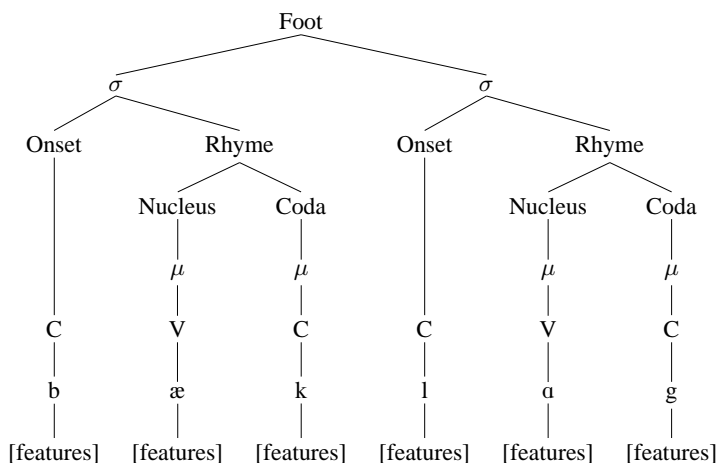 Foot
σ σ
Onset Rhyme Onset Rhyme
Nucleus Coda Nucleus Coda
μ μ μ μ
C V C C V C
b æ k l ɑ g
[features] [features] [features] [features] [features] [features]